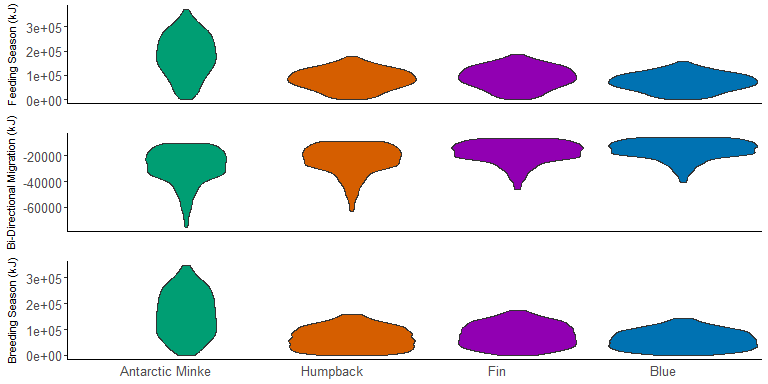 Feeding Season (kJ)
3e+05
2e+05
1e+05
0e+00
Bi-Directional Migration (kJ)
-20000
-40000
-60000
Breeding Season (kJ)
3e+05
2e+05
1e+05
0e+00
Antarctic Minke Humpback Fin Blue